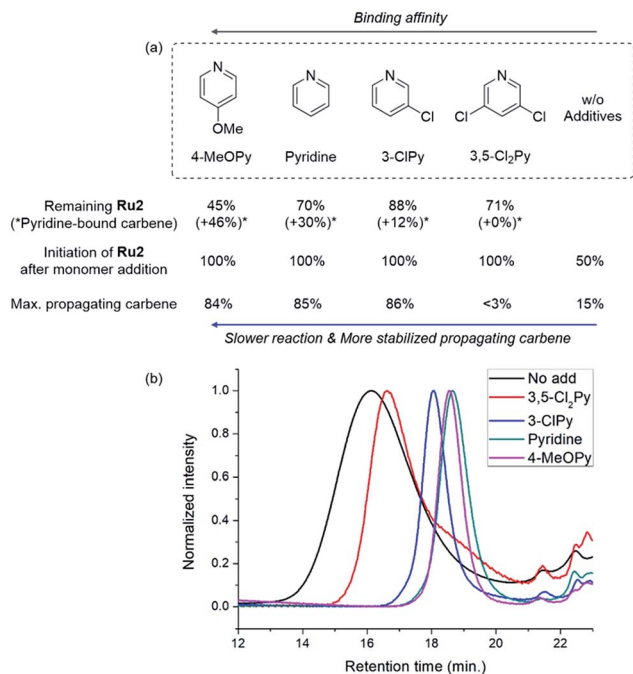 Binding affinity
(a)
N
OMe
N
N
Cl
N
Cl
Cl
w/o
Additives
4-MeOPy Pyridine 3-ClPy 3,5-Cl₂Py
Remaining Ru2 45% 70% 88% 71%
(*Pyridine-bound carbene) (+46%)* (+30%)* (+12%)* (+0%)*
Initiation of Ru2
after monomer addition 100% 100% 100% 100% 50%
Max. propagating carbene 84% 85% 86% <3% 15%
Slower reaction & More stabilized propagating carbene
(b)
No add
3,5-Cl₂Py
3-ClPy
Pyridine
4-MeOPy
Normalized intensity
1.0
0.8
0.6
0.4
0.2
0.0
12 14 16 18 20 22
Retention time (min.)